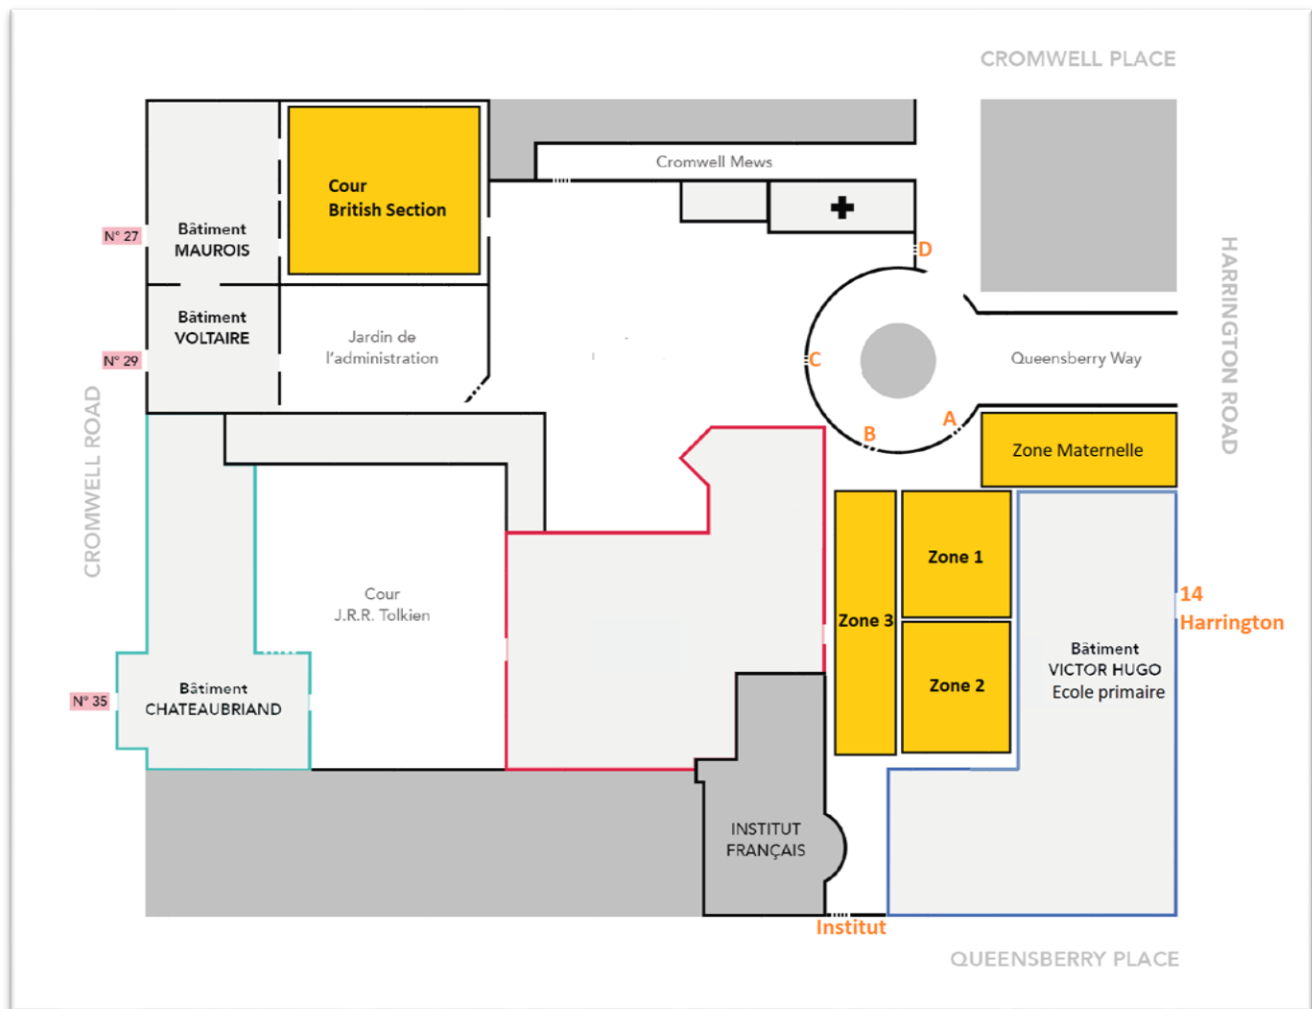 CROMWELL PLACE
Cromwell Mews
Cour
British Section
N° 27
Bâtiment
MAUROIS
D
HARRINGTON ROAD
Bâtiment
VOLTAIRE
N° 29
Jardin de
l'administration
C
Queensberry Way
CROMWELL ROAD
A
B
Zone Maternelle
Zone 1
Cour
J.R.R. Tolkien
Zone 3
14
Harrington
Bâtiment
VICTOR HUGO
Ecole primaire
Zone 2
N° 35
Bâtiment
CHATEAUBRIAND
INSTITUT
FRANÇAIS
Institut
QUEENSBERRY PLACE